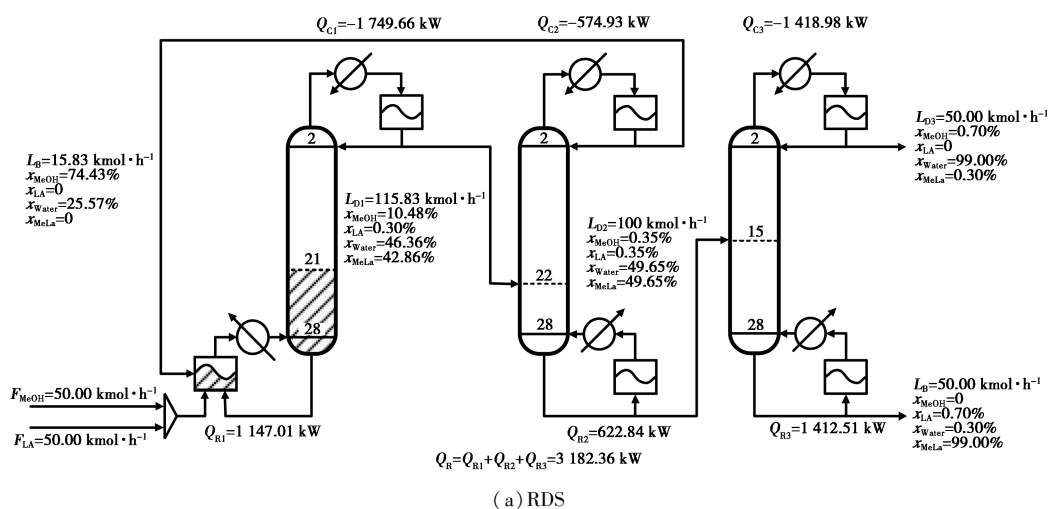 Q_C1=−1 749.66 kW
Q_C2=−574.93 kW
Q_C3=−1 418.98 kW
L_B=15.83 kmol·h⁻¹
x_MeOH=74.43%
x_LA=0
x_Water=25.57%
x_MeLa=0
2
21
28
L_D1=115.83 kmol·h⁻¹
x_MeOH=10.48%
x_LA=0.30%
x_Water=46.36%
x_MeLa=42.86%
2
22
28
L_D2=100 kmol·h⁻¹
x_MeOH=0.35%
x_LA=0.35%
x_Water=49.65%
x_MeLa=49.65%
2
15
28
L_D3=50.00 kmol·h⁻¹
x_MeOH=0.70%
x_LA=0
x_Water=99.00%
x_MeLa=0.30%
F_MeOH=50.00 kmol·h⁻¹
F_LA=50.00 kmol·h⁻¹
L_B=50.00 kmol·h⁻¹
x_MeOH=0
x_LA=0.70%
x_Water=0.30%
x_MeLa=99.00%
Q_R1=1 147.01 kW
Q_R2=622.84 kW
Q_R3=1 412.51 kW
Q_R=Q_R1+Q_R2+Q_R3=3 182.36 kW
(a) RDS